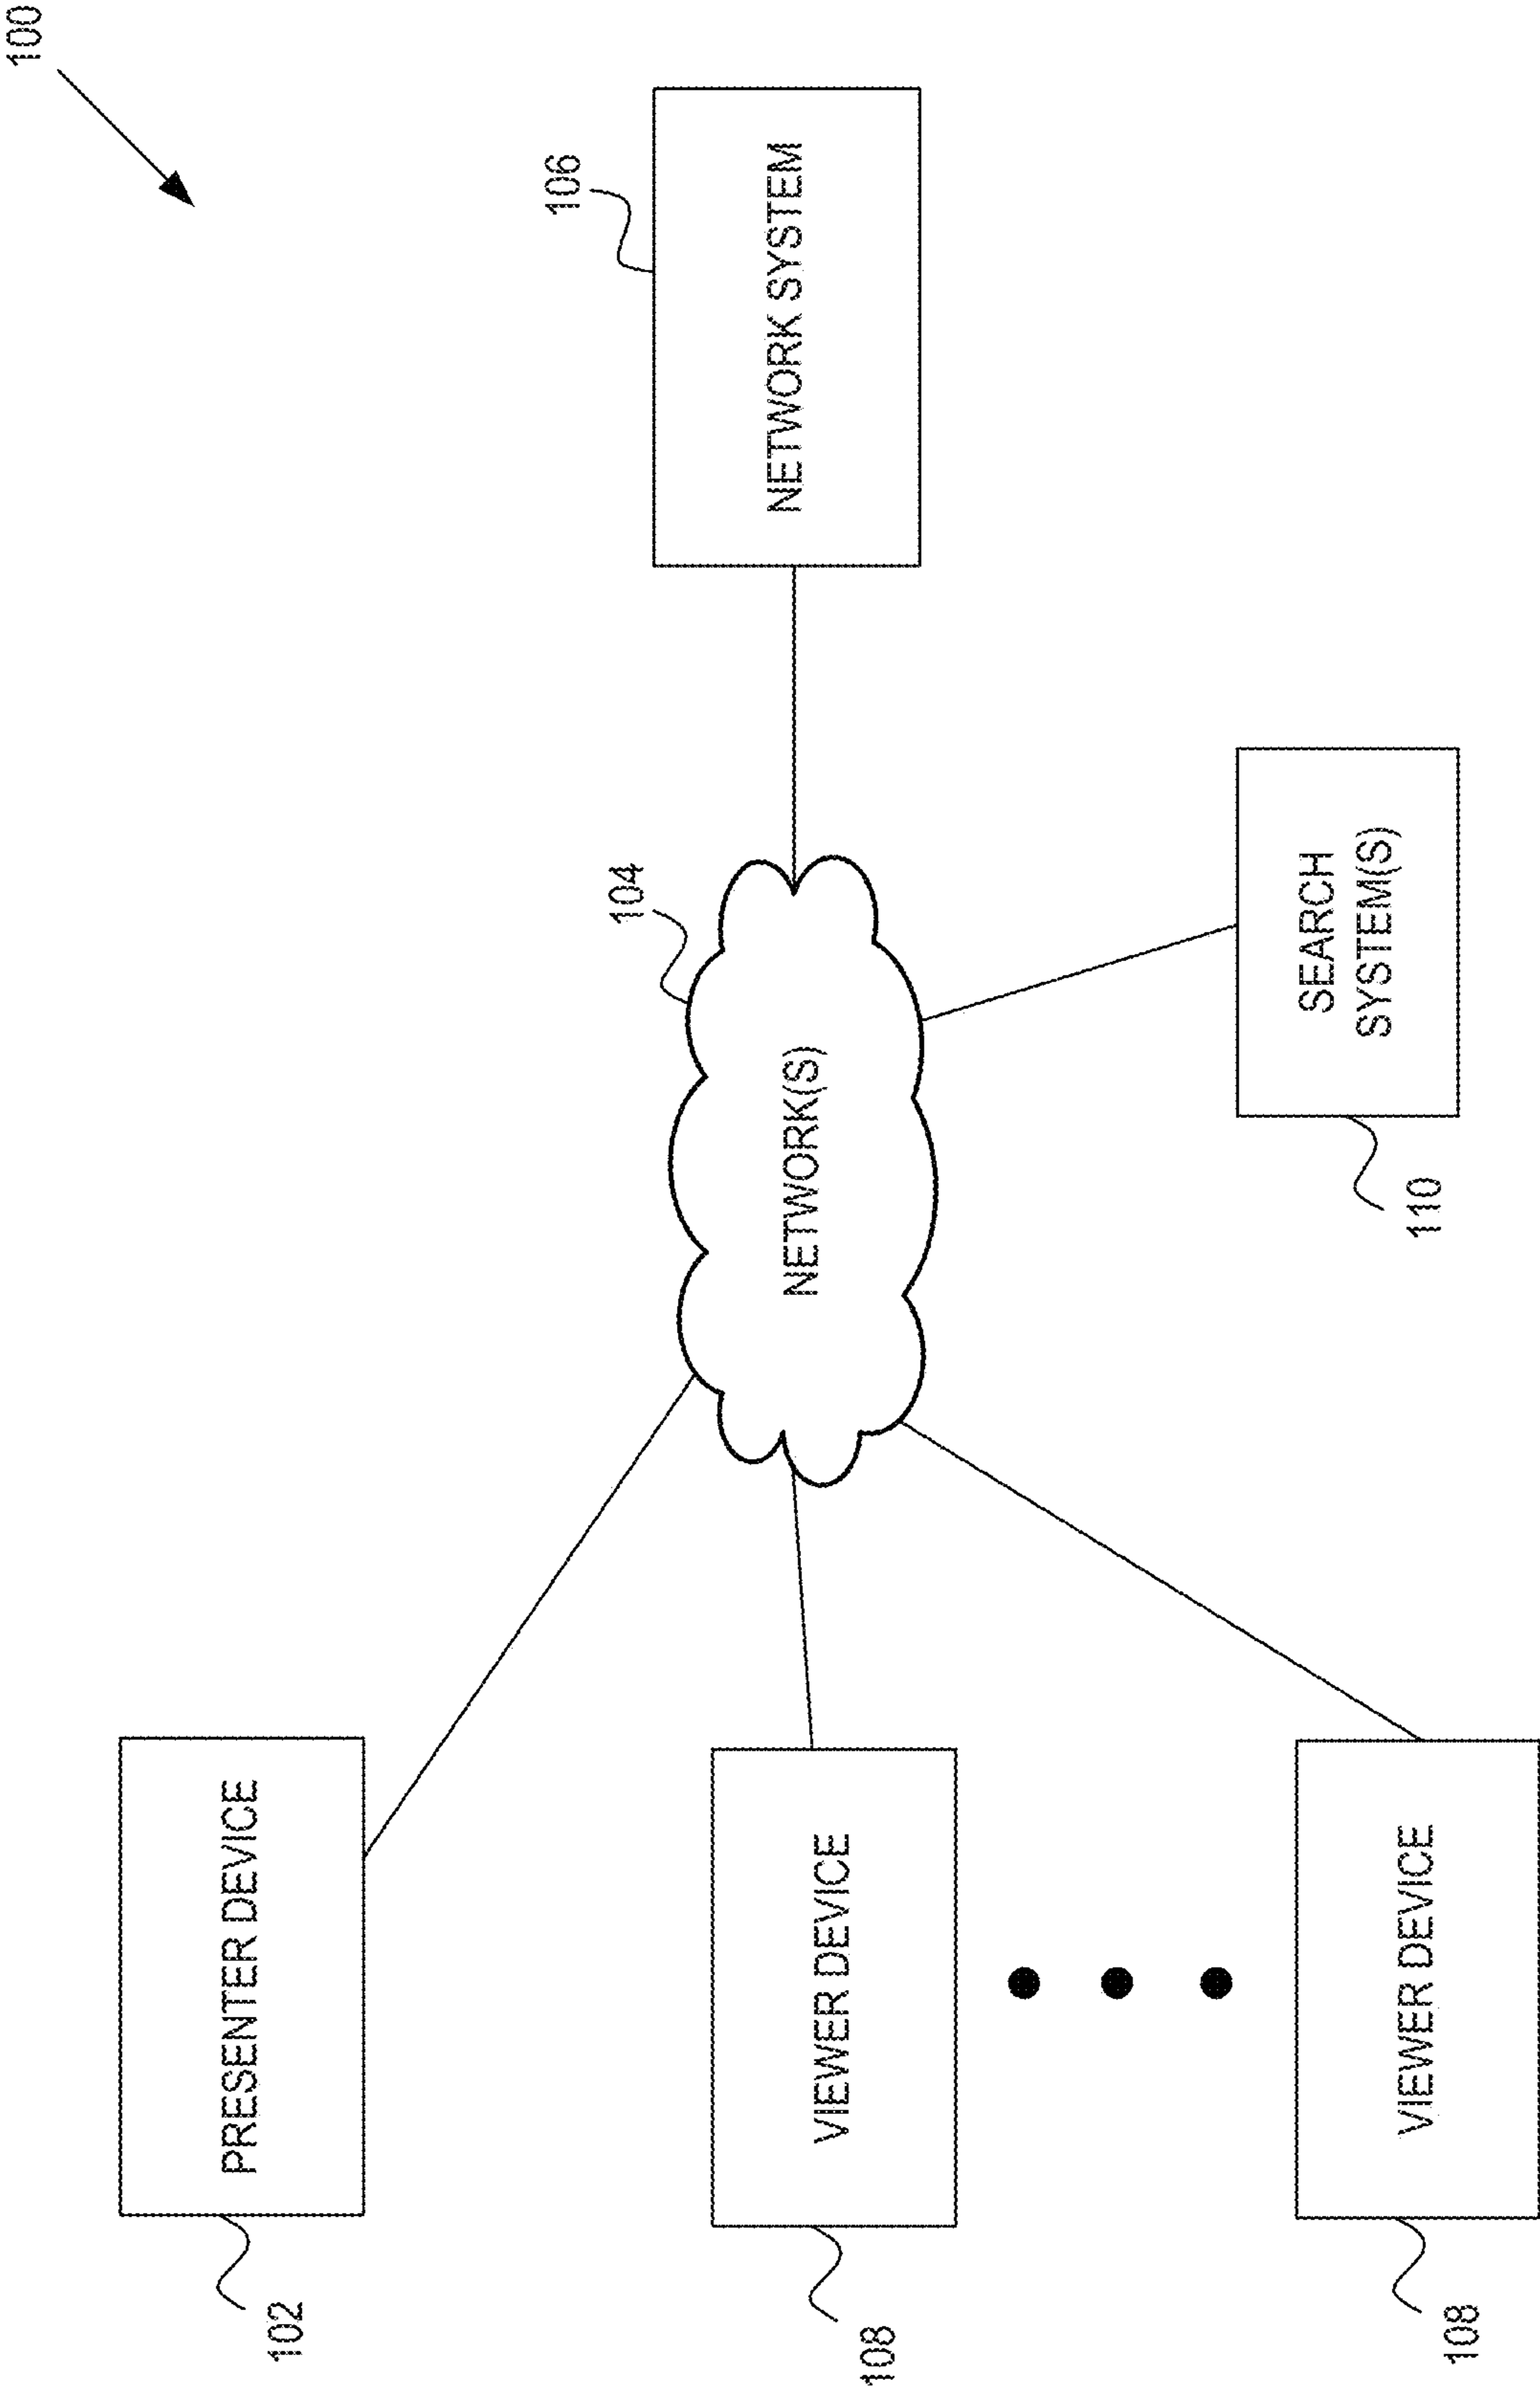 100
102
PRESENTER DEVICE
104
NETWORK(S)
106
NETWORK SYSTEM
108
VIEWER DEVICE
108
VIEWER DEVICE
110
SEARCH
SYSTEM(S)